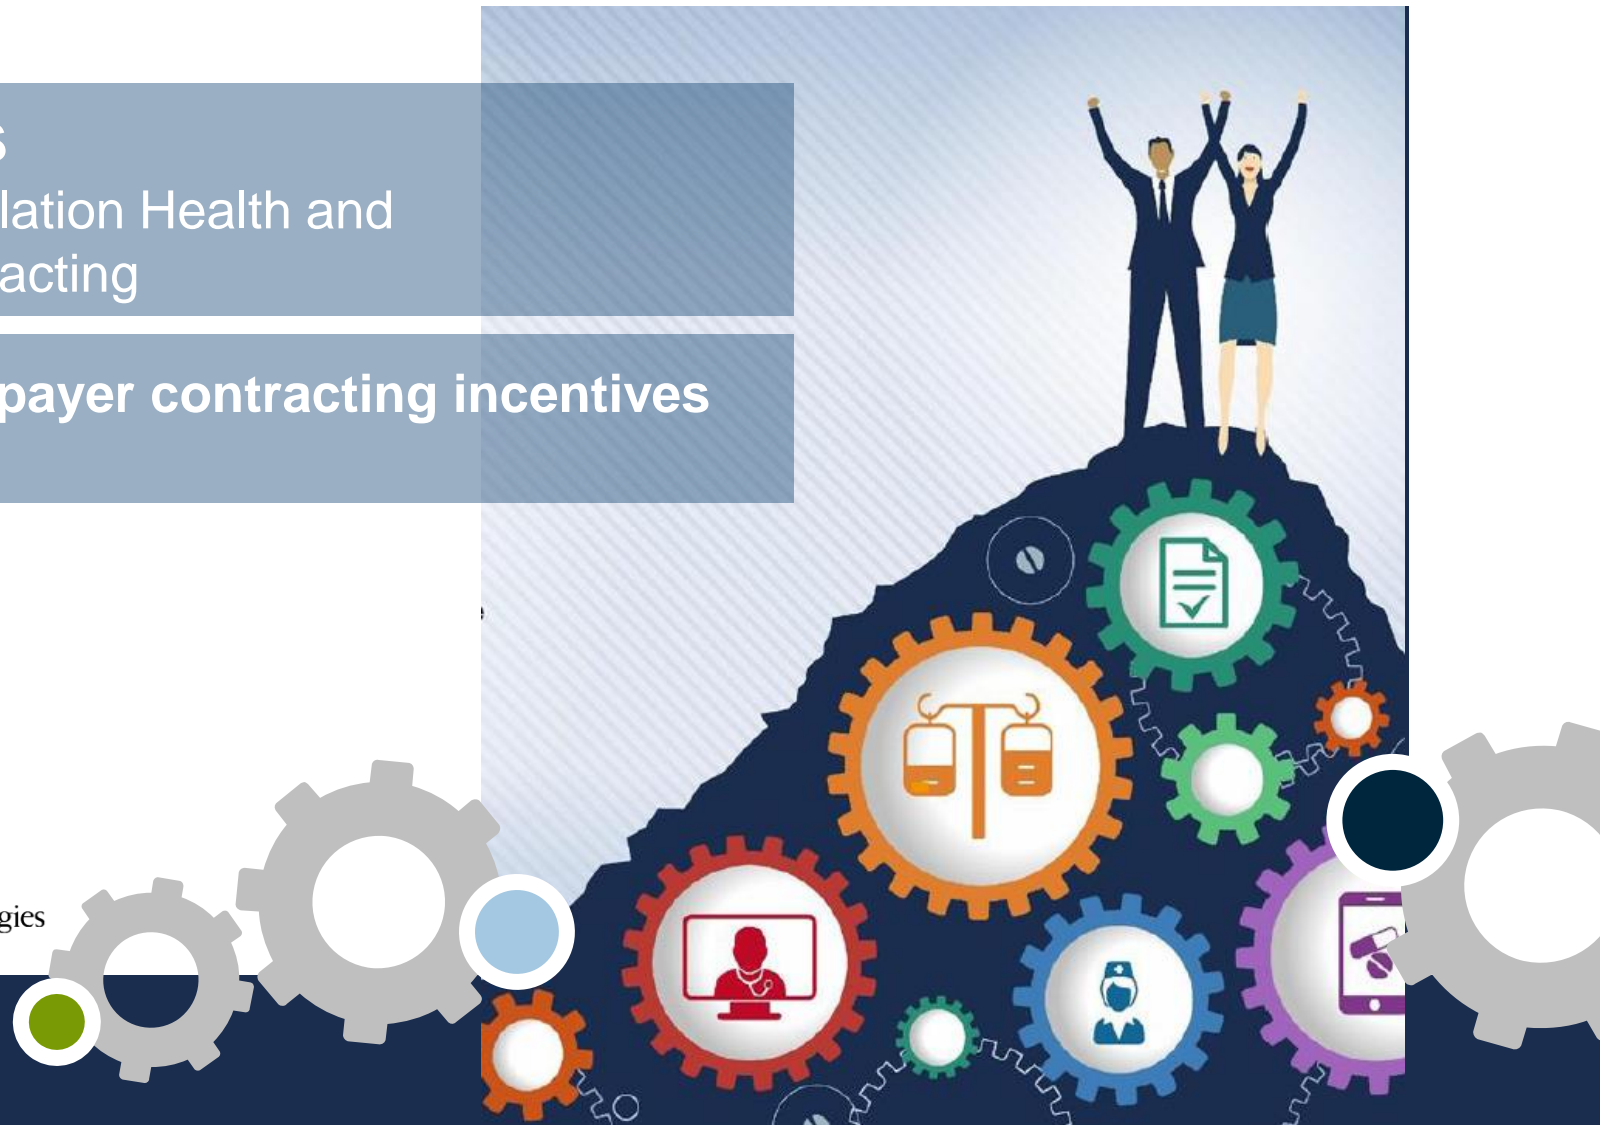 s
lation Health and
acting
payer contracting incentives
gies